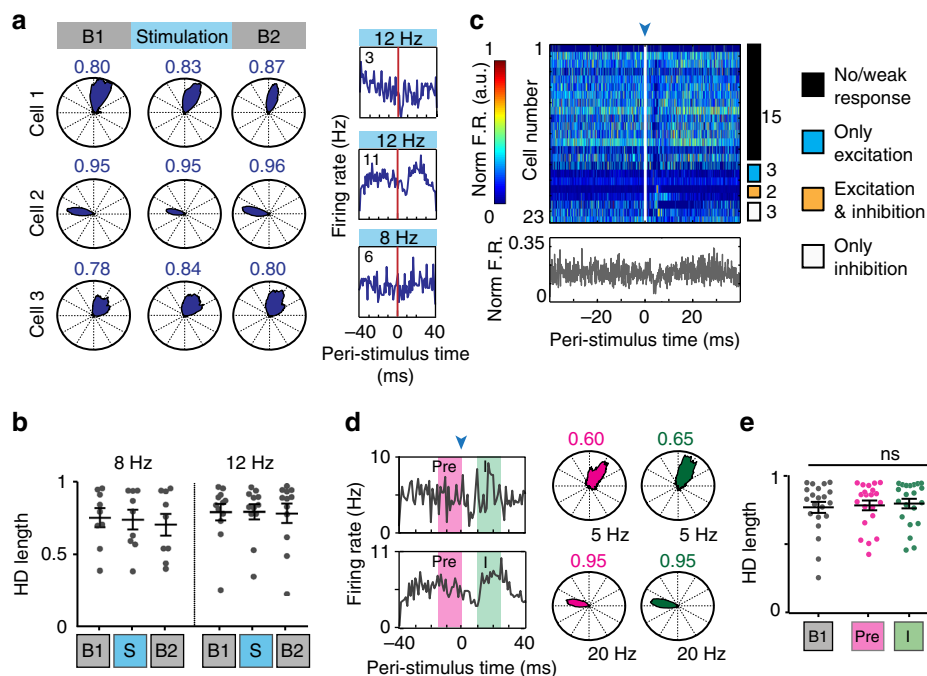 a
B1 Stimulation B2
0.80 0.83 0.87
Cell 1
0.95 0.95 0.96
Cell 2
0.78 0.84 0.80
Cell 3
12 Hz
3
12 Hz
11
8 Hz
6
Firing rate (Hz)
−40 0 40
Peri-stimulus time
(ms)
c
1
0
Norm F.R. (a.u.)
1
23
Cell number
15
3
2
3
0.35
0
Norm F.R.
−20 0 20
Peri-stimulus time (ms)
No/weak
response
Only
excitation
Excitation
& inhibition
Only
inhibition
b
8 Hz 12 Hz
1
0.5
0
HD length
B1 S B2 B1 S B2
d
10
0
Pre I
11
0
Pre I
Firing rate (Hz)
−40 0 40
Peri-stimulus time (ms)
0.60 0.65
5 Hz 5 Hz
0.95 0.95
20 Hz 20 Hz
e
ns
1
0.5
0
HD length
B1 Pre I